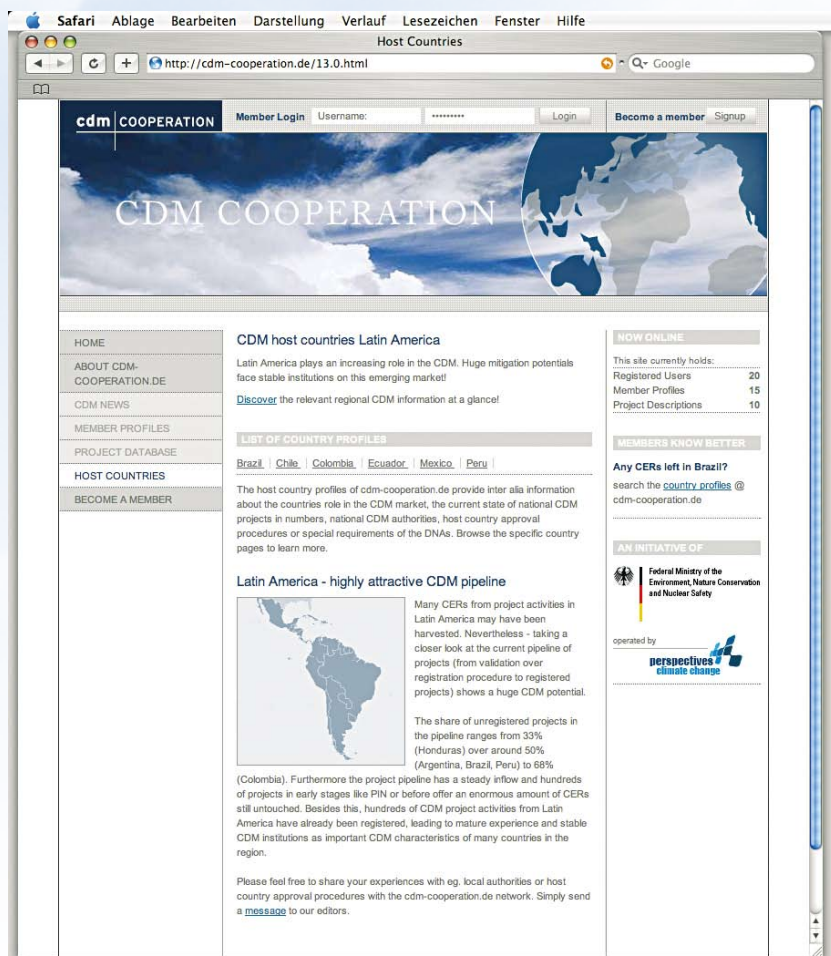 Safari Ablage Bearbeiten Darstellung Verlauf Lesezeichen Fenster Hilfe
Host Countries
http://cdm-cooperation.de/13.0.html
Google
cdm COOPERATION
Member Login Username: ••••••••• Login
Become a member Signup
CDM COOPERATION
HOME
ABOUT CDM-
COOPERATION.DE
CDM NEWS
MEMBER PROFILES
PROJECT DATABASE
HOST COUNTRIES
BECOME A MEMBER
CDM host countries Latin America
Latin America plays an increasing role in the CDM. Huge mitigation potentials
face stable institutions on this emerging market!
Discover the relevant regional CDM information at a glance!
LIST OF COUNTRY PROFILES
Brazil | Chile | Colombia | Ecuador | Mexico | Peru |
The host country profiles of cdm-cooperation.de provide inter alia information
about the countries role in the CDM market, the current state of national CDM
projects in numbers, national CDM authorities, host country approval
procedures or special requirements of the DNAs. Browse the specific country
pages to learn more.
Latin America - highly attractive CDM pipeline
Many CERs from project activities in
Latin America may have been
harvested. Nevertheless - taking a
closer look at the current pipeline of
projects (from validation over
registration procedure to registered
projects) shows a huge CDM potential.
The share of unregistered projects in
the pipeline ranges from 33%
(Honduras) over around 50%
(Argentina, Brazil, Peru) to 68%
(Colombia). Furthermore the project pipeline has a steady inflow and hundreds
of projects in early stages like PIN or before offer an enormous amount of CERs
still untouched. Besides this, hundreds of CDM project activities from Latin
America have already been registered, leading to mature experience and stable
CDM institutions as important CDM characteristics of many countries in the
region.
Please feel free to share your experiences with eg. local authorities or host
country approval procedures with the cdm-cooperation.de network. Simply send
a message to our editors.
NOW ONLINE
This site currently holds:
Registered Users 20
Member Profiles 15
Project Descriptions 10
MEMBERS KNOW BETTER
Any CERs left in Brazil?
search the country profiles @
cdm-cooperation.de
AN INITIATIVE OF
Federal Ministry of the
Environment, Nature Conservation
and Nuclear Safety
operated by
perspectives
climate change